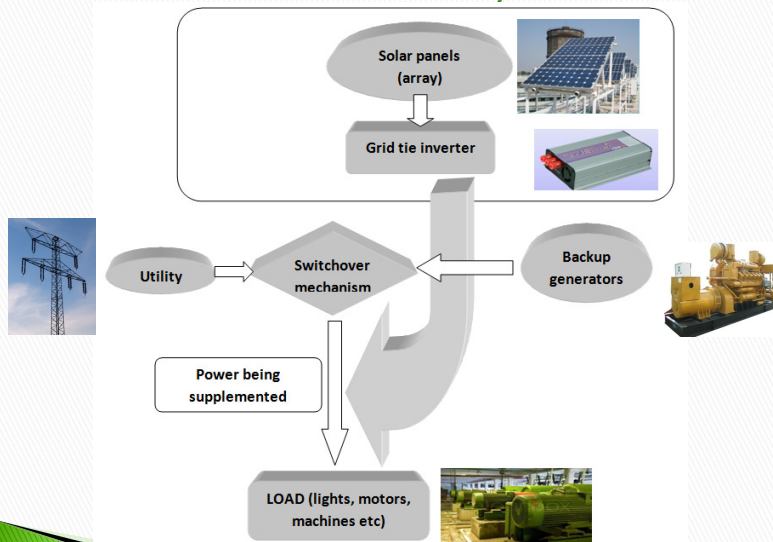 Solar panels
(array)
Grid tie inverter
Utility
Switchover
mechanism
Backup
generators
Power being
supplemented
LOAD (lights, motors,
machines etc)